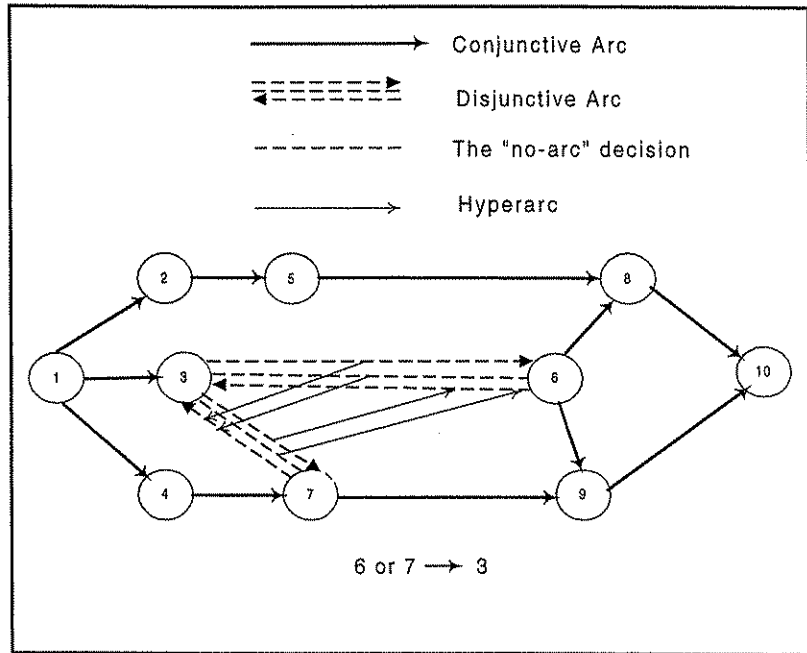 Conjunctive Arc
Disjunctive Arc
The "no-arc" decision
Hyperarc
2
5
8
1
3
6
10
4
7
9
6 or 7 → 3